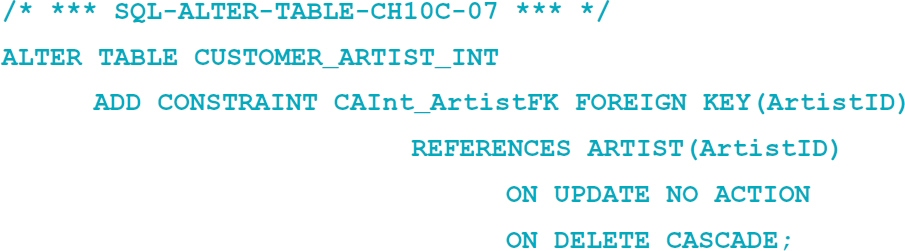 /* *** SQL-ALTER-TABLE-CH10C-07 *** */
ALTER TABLE CUSTOMER_ARTIST_INT
ADD CONSTRAINT CAInt_ArtistFK FOREIGN KEY(ArtistID)
REFERENCES ARTIST(ArtistID)
ON UPDATE NO ACTION
ON DELETE CASCADE;